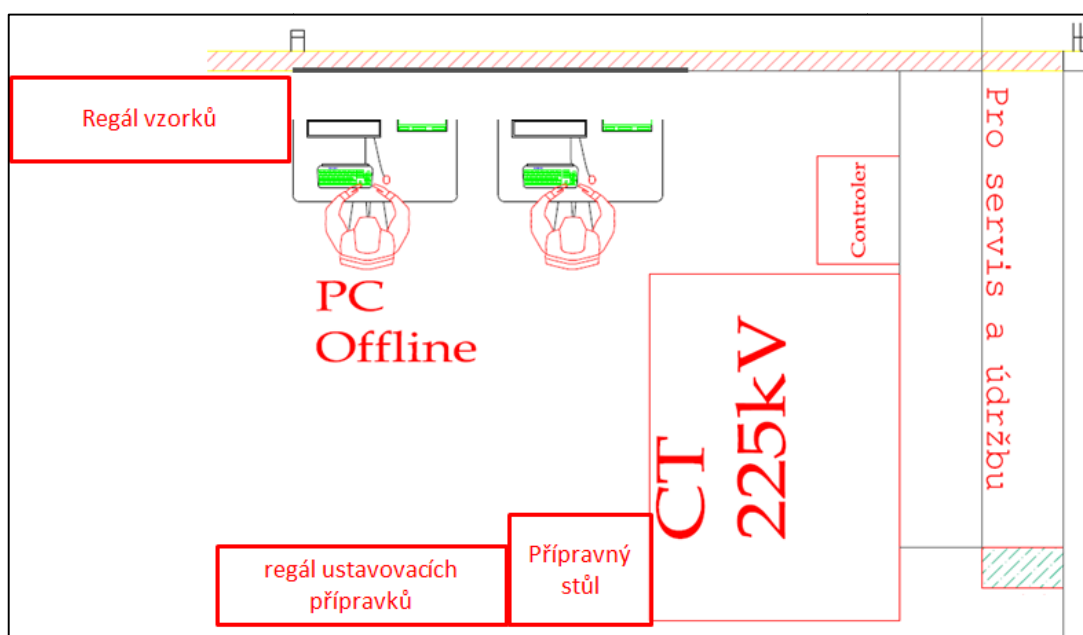 Regál vzorků
PC
Offline
Controler
Pro servis a údržbu
CT
225kV
regál ustavovacích
přípravků
Přípravný
stůl